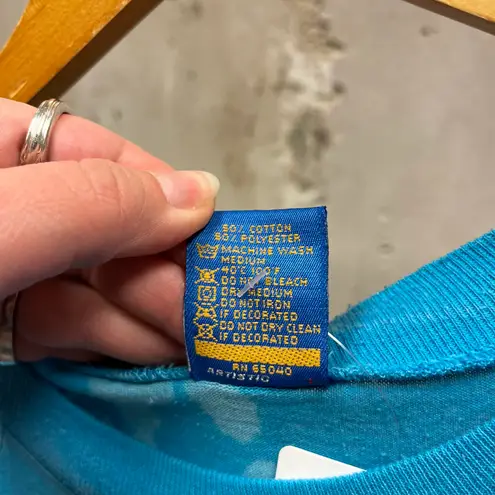 50% COTTON
50% POLYESTER
MACHINE WASH
MEDIUM
40°C 100 F
DO NOT BLEACH
DRY MEDIUM
DO NOT IRON
IF DECORATED
DO NOT DRY CLEAN
IF DECORATED
RN 65040
ARTISTIC